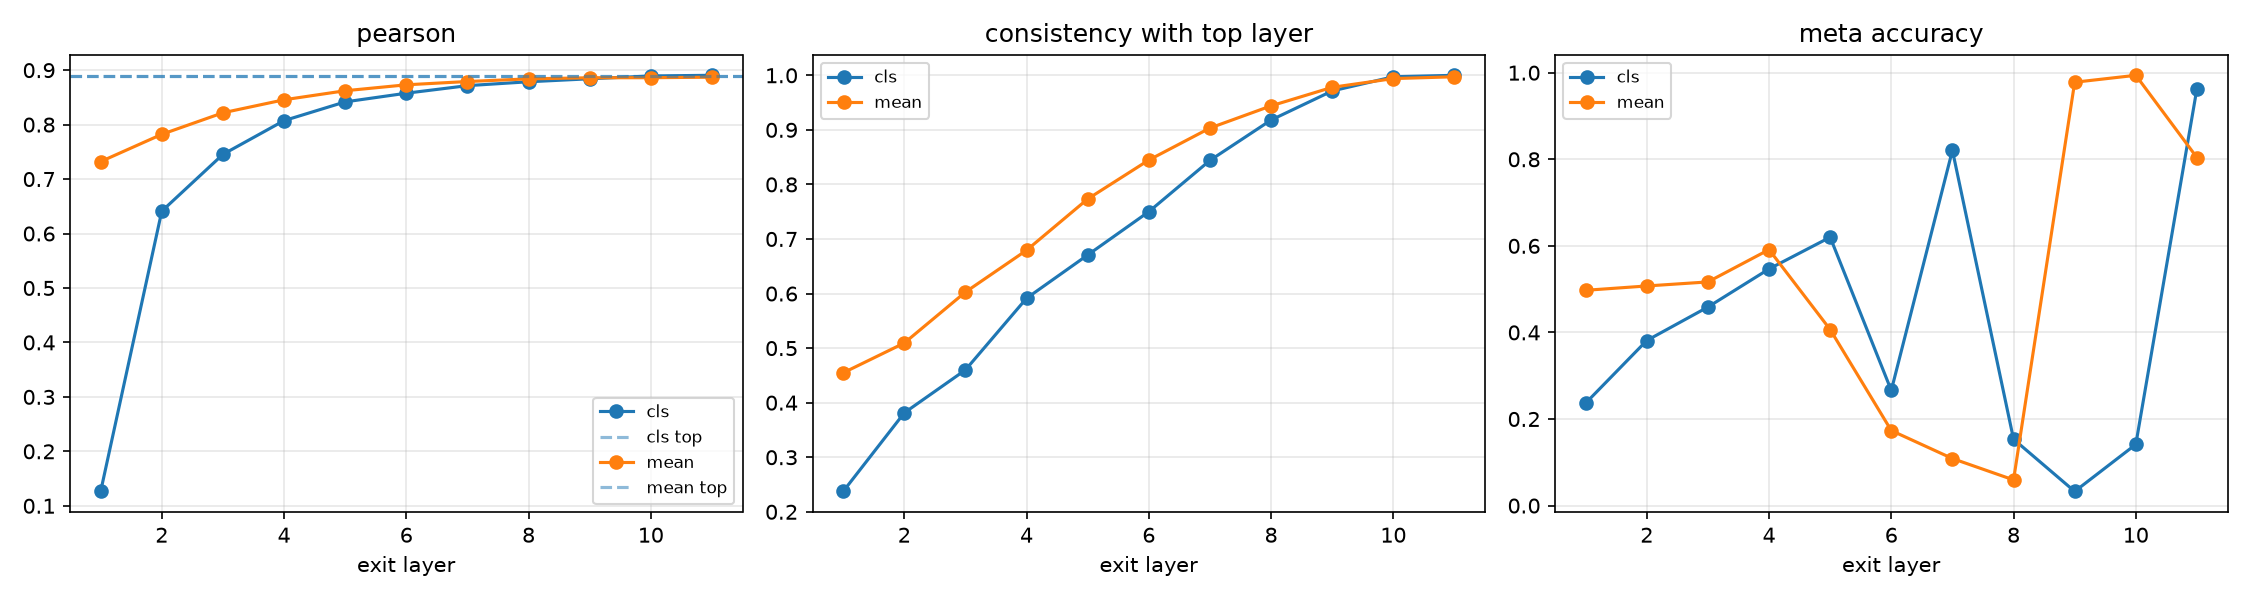 pearson
0.9
0.8
0.7
0.6
0.5
0.4
0.3
0.2
0.1
cls
cls top
mean
mean top
2 4 6 8 10
exit layer
consistency with top layer
1.0
0.9
0.8
0.7
0.6
0.5
0.4
0.3
0.2
cls
mean
2 4 6 8 10
exit layer
meta accuracy
1.0
0.8
0.6
0.4
0.2
0.0
cls
mean
2 4 6 8 10
exit layer